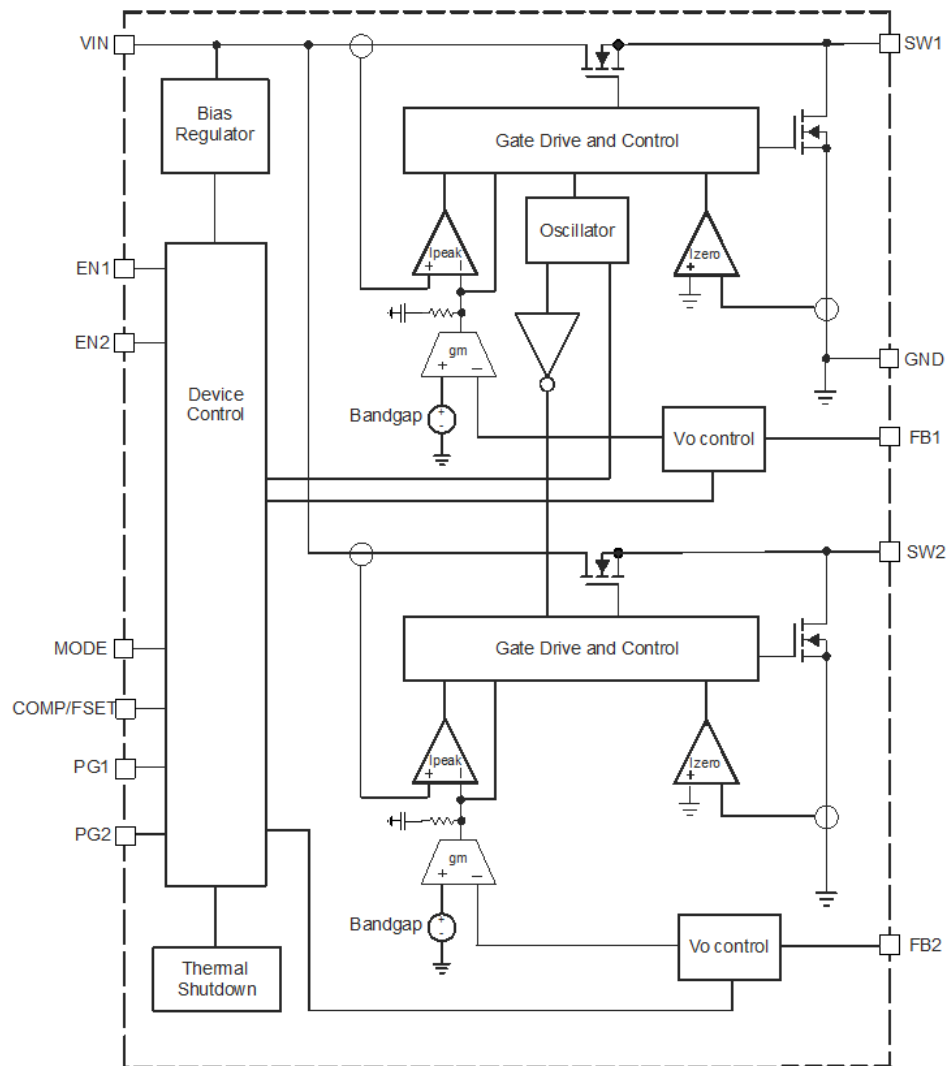 VIN
SW1
Bias
Regulator
Gate Drive and Control
Oscillator
Ipeak
+
–
Izero
+
EN1
EN2
gm
+
–
GND
Device
Control
Bandgap
+
-
Vo control
FB1
SW2
MODE
Gate Drive and Control
COMP/FSET
PG1
Ipeak
+
–
Izero
+
PG2
gm
+
–
Bandgap
+
-
Vo control
FB2
Thermal
Shutdown